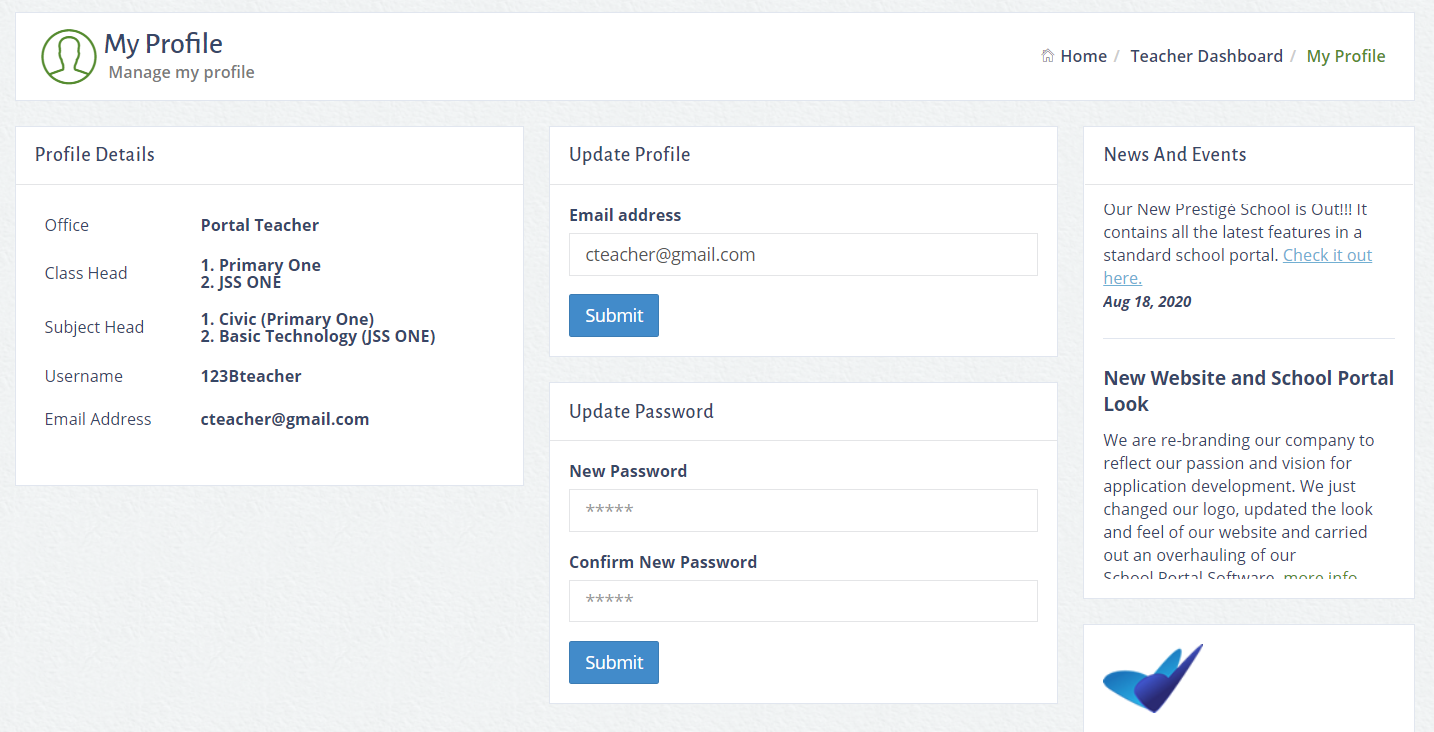 My Profile
Manage my profile
Home / Teacher Dashboard / My Profile
Profile Details
Office Portal Teacher
Class Head 1. Primary One
2. JSS ONE
Subject Head 1. Civic (Primary One)
2. Basic Technology (JSS ONE)
Username 123Bteacher
Email Address cteacher@gmail.com
Update Profile
Email address
cteacher@gmail.com
Submit
Update Password
New Password
*****
Confirm New Password
*****
Submit
News And Events
Our New Prestige School is Out!!! It
contains all the latest features in a
standard school portal. Check it out
here.
Aug 18, 2020
New Website and School Portal
Look
We are re-branding our company to
reflect our passion and vision for
application development. We just
changed our logo, updated the look
and feel of our website and carried
out an overhauling of our
School Portal Software. more info